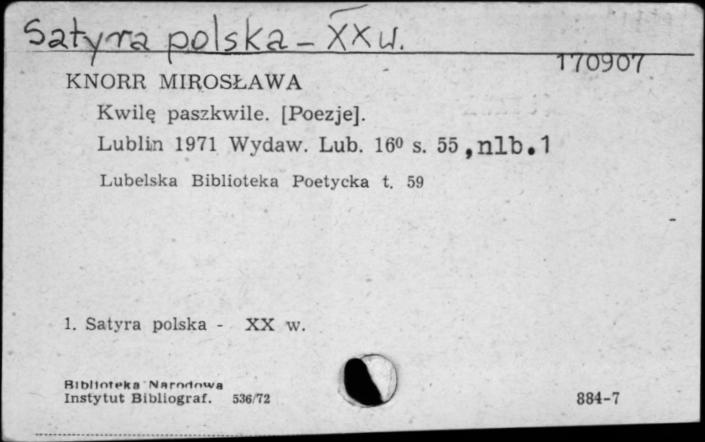 Satyra polska - XX w.
170907
KNORR MIROSŁAWA
Kwilę paszkwile. [Poezje].
Lublin 1971 Wydaw. Lub. 16⁰ s. 55, nlb. 1
Lubelska Biblioteka Poetycka t. 59
1. Satyra polska - XX w.
Biblioteka Narodowa
Instytut Bibliograf. 536/72
884-7